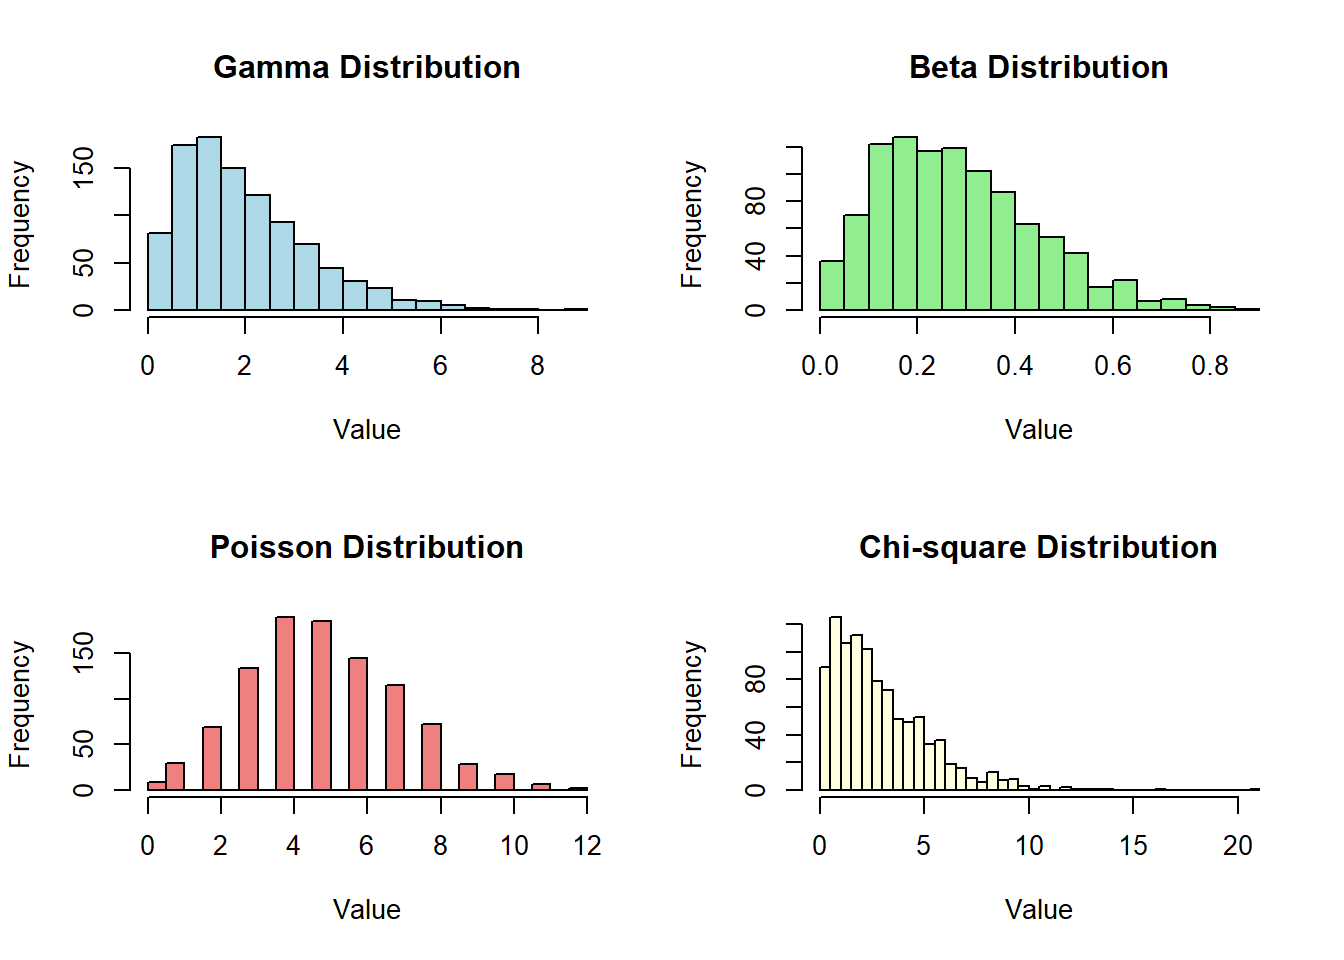 Gamma Distribution
Frequency
0 50 150
0 2 4 6 8
Value
Beta Distribution
Frequency
0 40 80
0.0 0.2 0.4 0.6 0.8
Value
Poisson Distribution
Frequency
0 50 150
0 2 4 6 8 10 12
Value
Chi-square Distribution
Frequency
0 40 80
0 5 10 15 20
Value